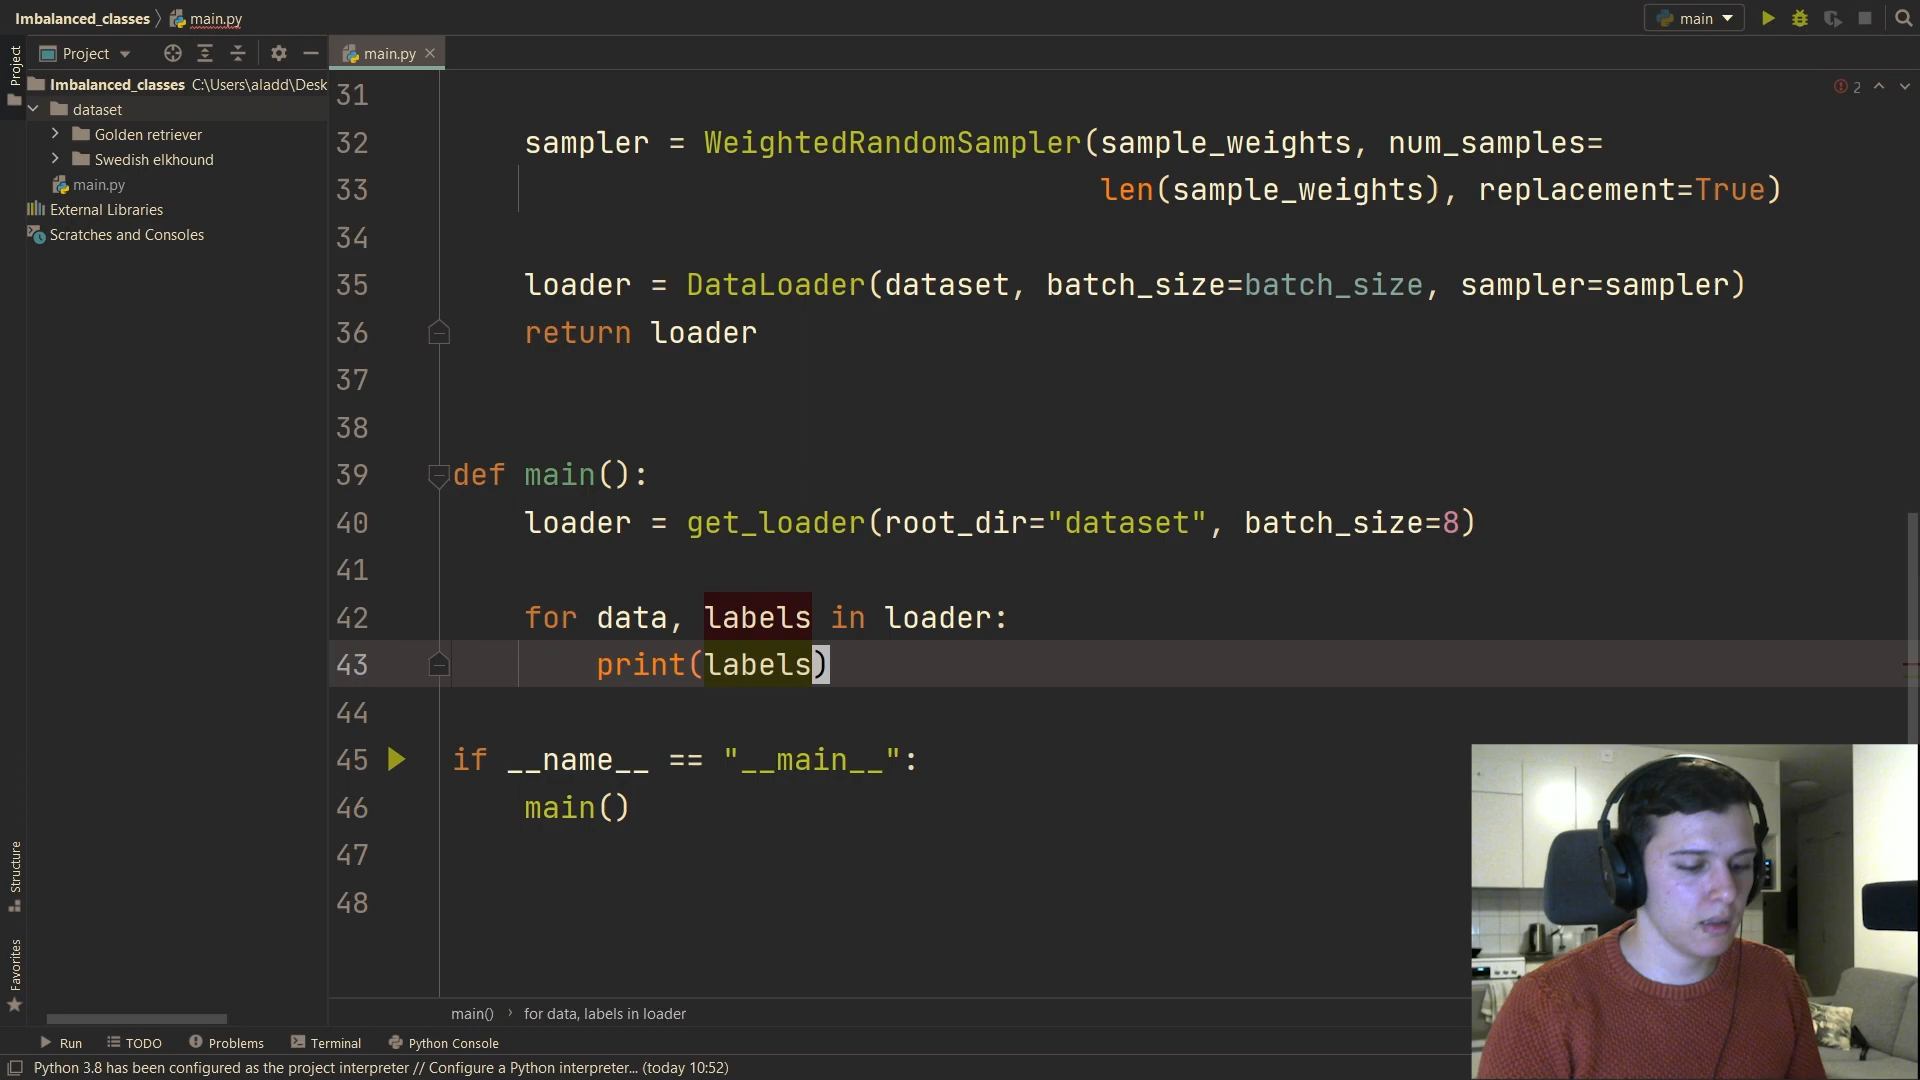 Imbalanced_classes main.py
main
Project
Project
main.py
Imbalanced_classes C:\Users\aladd\Desk
dataset
Golden retriever
Swedish elkhound
main.py
External Libraries
Scratches and Consoles
2
31
32 sampler = WeightedRandomSampler(sample_weights, num_samples=
33 len(sample_weights), replacement=True)
34
35 loader = DataLoader(dataset, batch_size=batch_size, sampler=sampler)
36 return loader
37
38
39 def main():
40 loader = get_loader(root_dir="dataset", batch_size=8)
41
42 for data, labels in loader:
43 print(labels)
44
45 if __name__ == "__main__":
46 main()
47
48
Structure
Favorites
main() › for data, labels in loader
Run TODO Problems Terminal Python Console
Python 3.8 has been configured as the project interpreter // Configure a Python interpreter... (today 10:52)